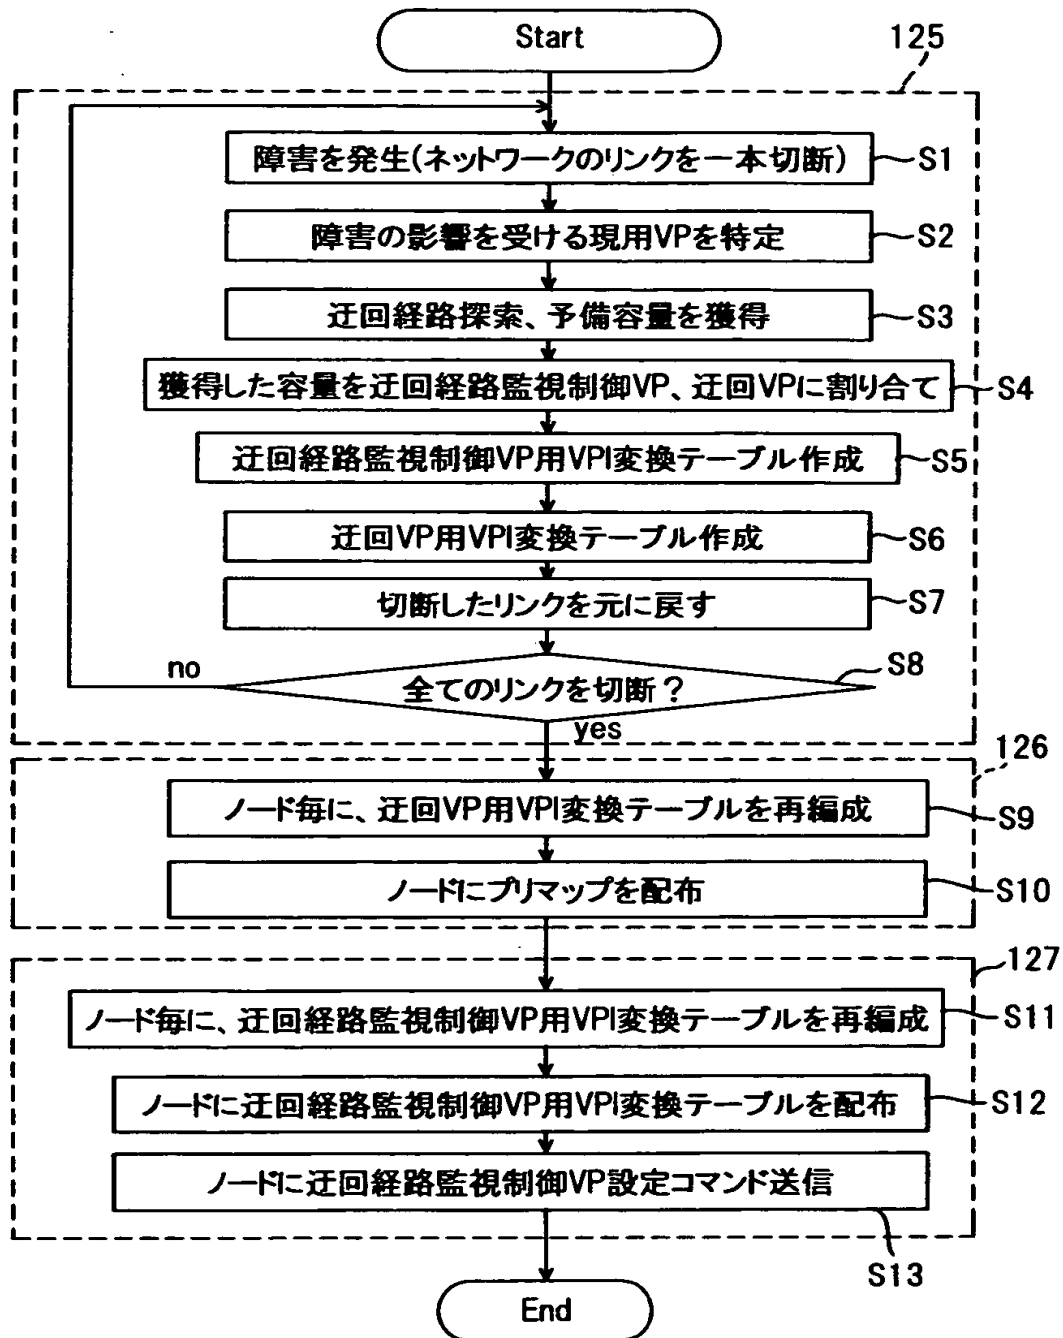 Start
125
障害を発生(ネットワークのリンクを一本切断)
S1
障害の影響を受ける現用VPを特定
S2
迂回経路探索、予備容量を獲得
S3
獲得した容量を迂回経路監視制御VP、迂回VPに割り合て
S4
迂回経路監視制御VP用VPI変換テーブル作成
S5
迂回VP用VPI変換テーブル作成
S6
切断したリンクを元に戻す
S7
全てのリンクを切断?
S8
no
yes
126
ノード毎に、迂回VP用VPI変換テーブルを再編成
S9
ノードにプリマップを配布
S10
127
ノード毎に、迂回経路監視制御VP用VPI変換テーブルを再編成
S11
ノードに迂回経路監視制御VP用VPI変換テーブルを配布
S12
ノードに迂回経路監視制御VP設定コマンド送信
S13
End